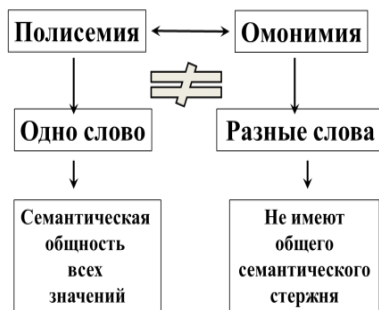 Полисемия
Омонимия
Одно слово
Разные слова
Семантическая
общность
всех
значений
Не имеют
общего
семантического
стержня